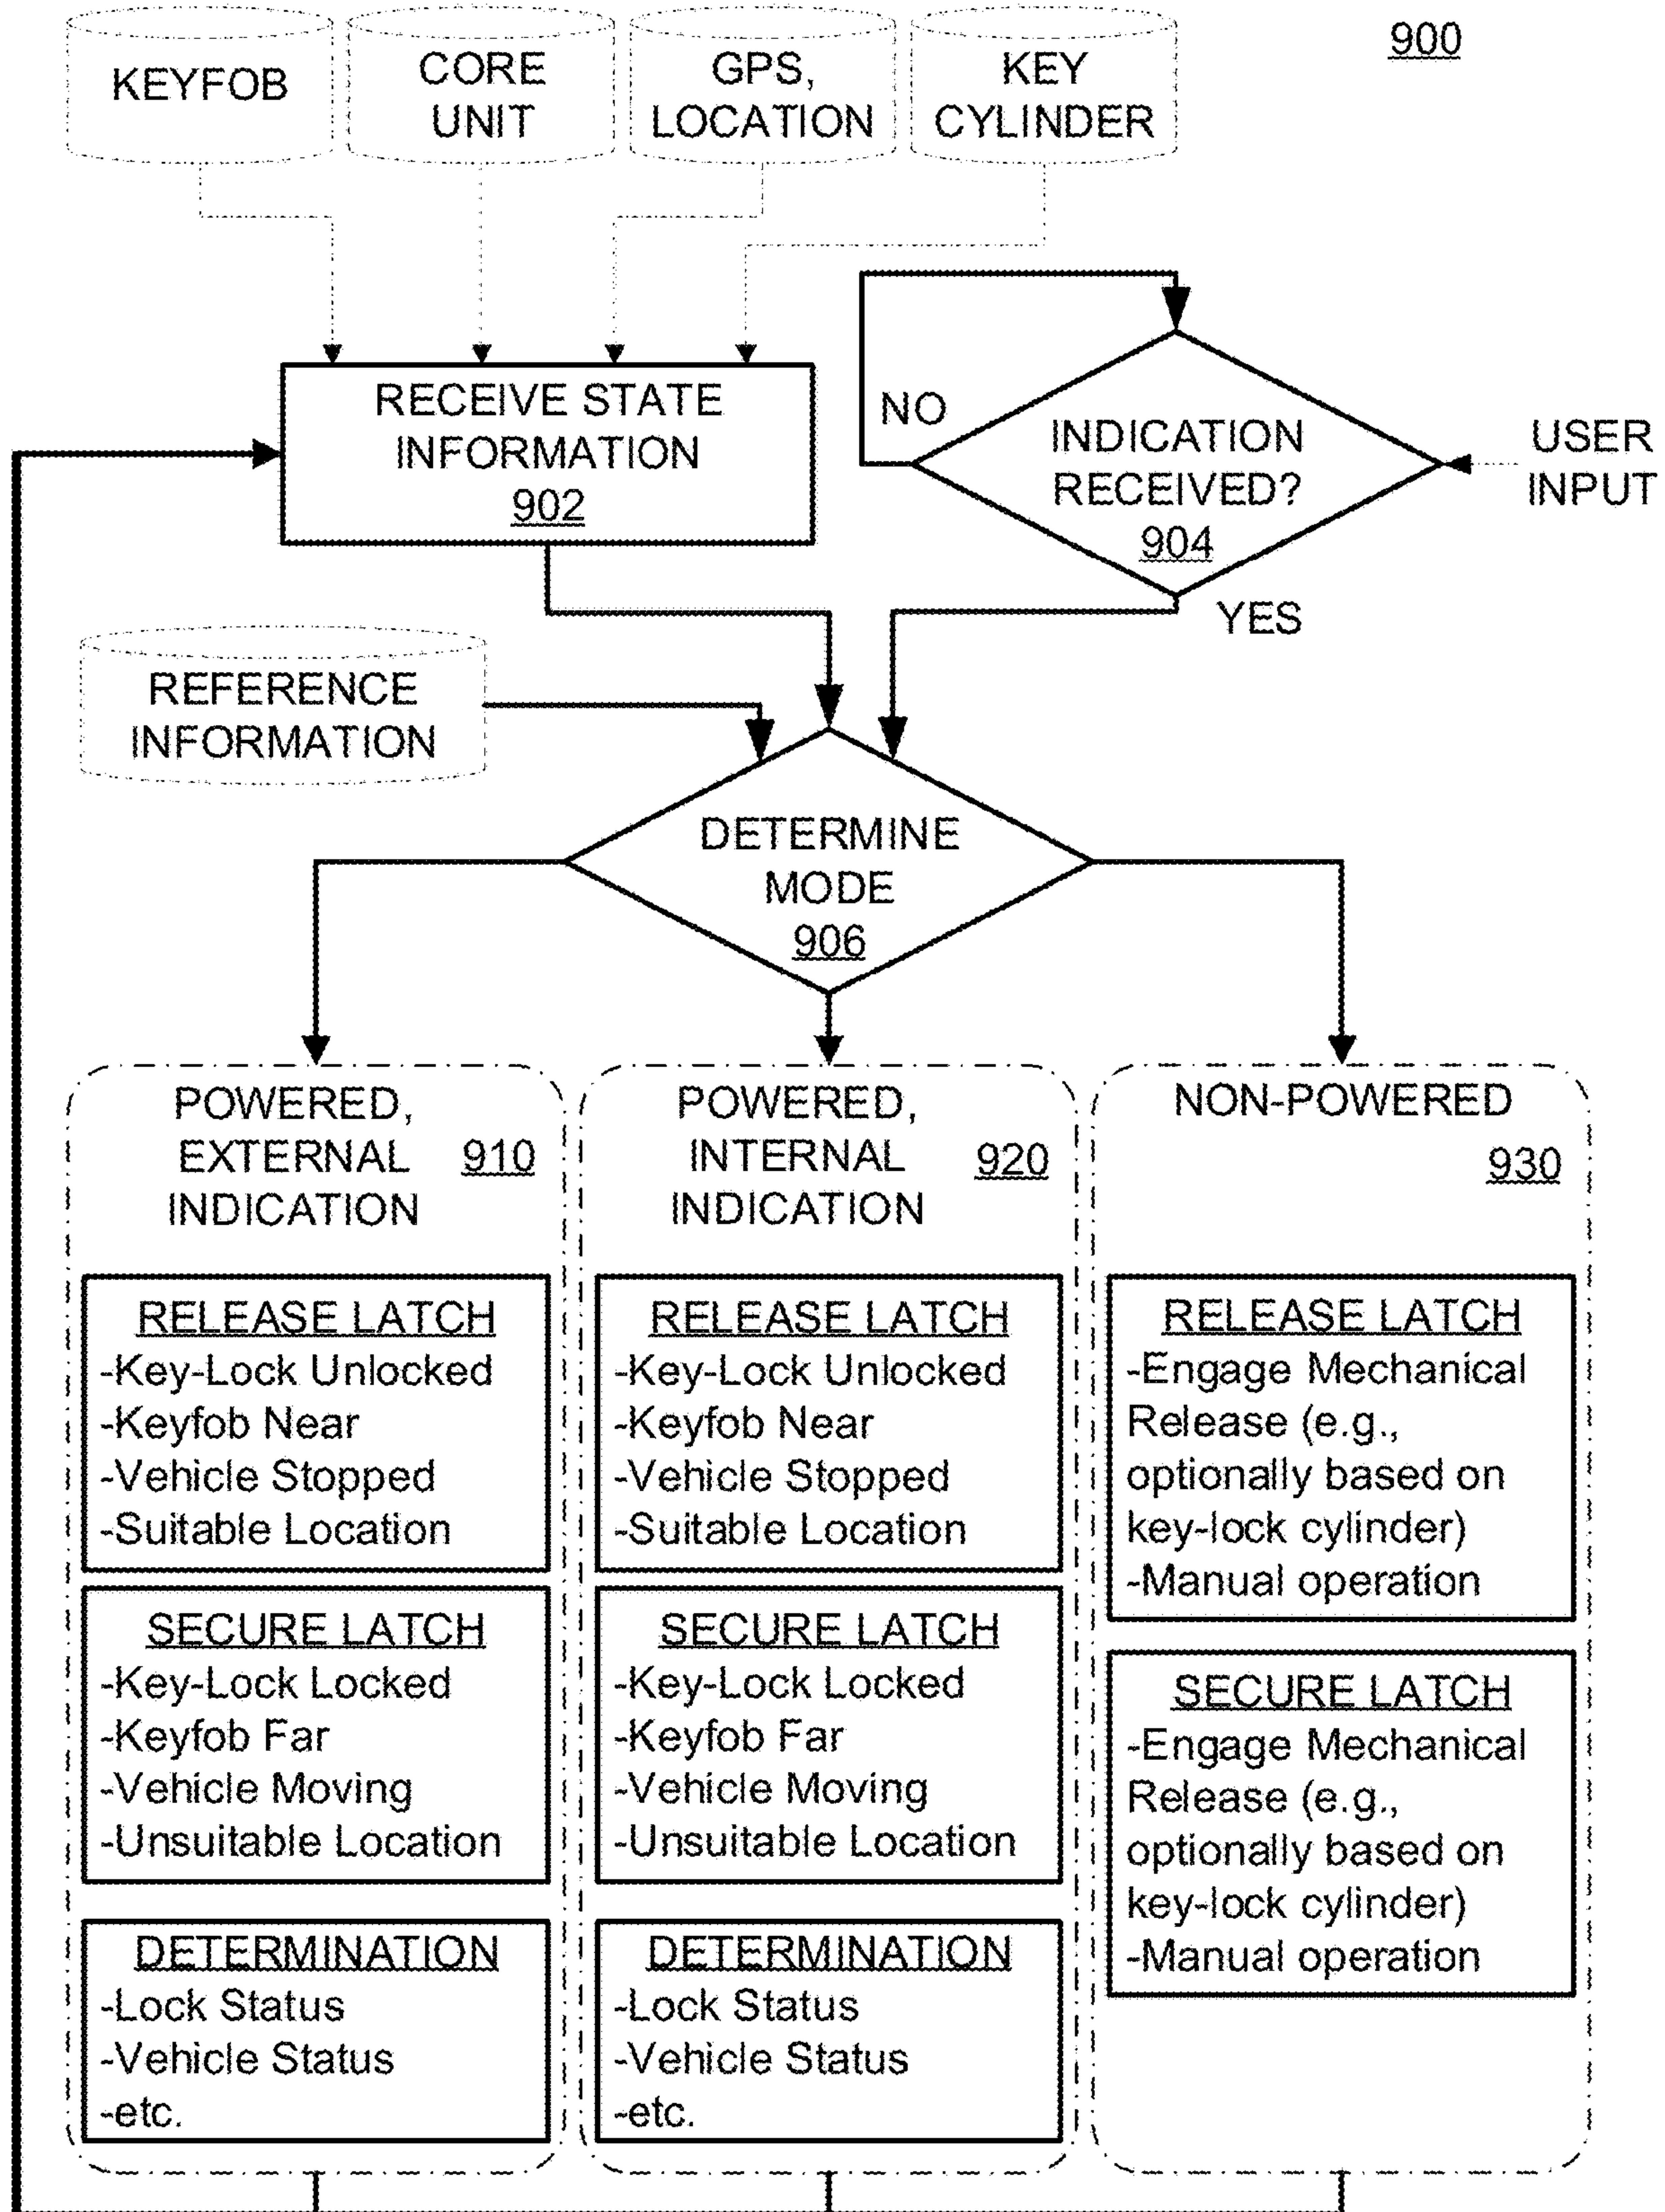 900
KEYFOB
CORE
UNIT
GPS,
LOCATION
KEY
CYLINDER
RECEIVE STATE
INFORMATION
902
NO
INDICATION
RECEIVED?
904
USER
INPUT
YES
REFERENCE
INFORMATION
DETERMINE
MODE
906
POWERED,
EXTERNAL
INDICATION
910
RELEASE LATCH
-Key-Lock Unlocked
-Keyfob Near
-Vehicle Stopped
-Suitable Location
SECURE LATCH
-Key-Lock Locked
-Keyfob Far
-Vehicle Moving
-Unsuitable Location
DETERMINATION
-Lock Status
-Vehicle Status
-etc.
POWERED,
INTERNAL
INDICATION
920
RELEASE LATCH
-Key-Lock Unlocked
-Keyfob Near
-Vehicle Stopped
-Suitable Location
SECURE LATCH
-Key-Lock Locked
-Keyfob Far
-Vehicle Moving
-Unsuitable Location
DETERMINATION
-Lock Status
-Vehicle Status
-etc.
NON-POWERED
930
RELEASE LATCH
-Engage Mechanical
Release (e.g.,
optionally based on
key-lock cylinder)
-Manual operation
SECURE LATCH
-Engage Mechanical
Release (e.g.,
optionally based on
key-lock cylinder)
-Manual operation